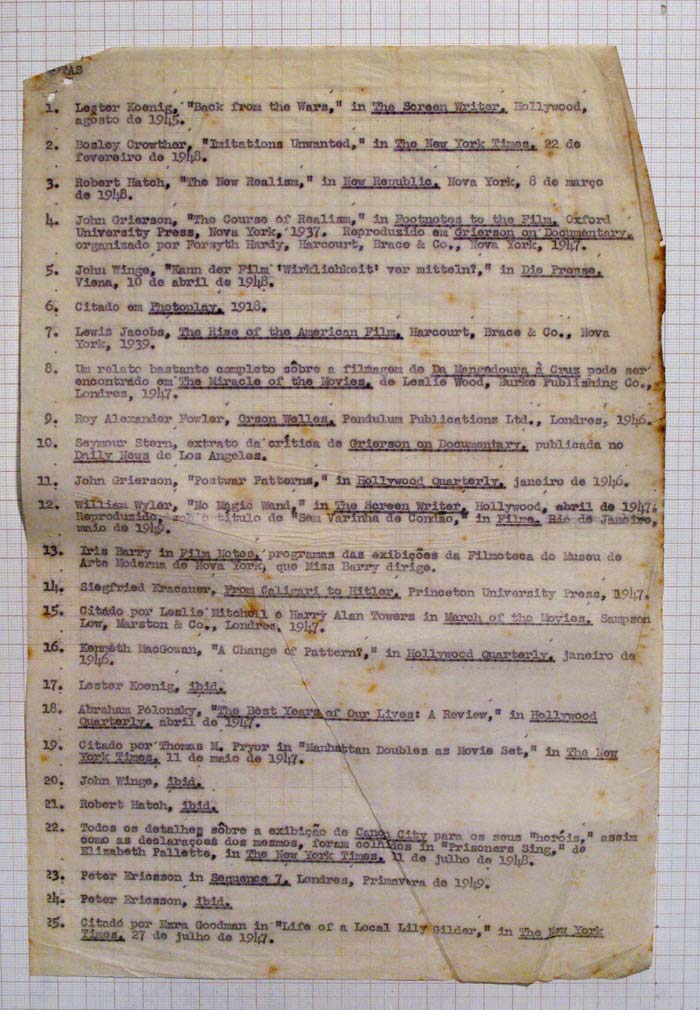 OTAS
1. Lester Koenig, "Back from the Wars," in The Screen Writer, Hollywood,
agôsto de 1945.
2. Bosley Crowther, "Imitations Unwanted," in The New York Times, 22 de
fevereiro de 1948.
3. Robert Hatch, "The New Realism," in New Republic, Nova York, 8 de março
de 1948.
4. John Grierson, "The Course of Realism," in Footnotes to the Film, Oxford
University Press, Nova York, 1937. Reproduzido em Grierson on Documentary,
organizado por Forsyth Hardy, Harcourt, Brace & Co., Nova York, 1947.
5. John Winge, "Kann der Film 'Wirklichkeit' ver mitteln?," in Die Presse,
Viena, 10 de abril de 1948.
6. Citado em Photoplay, 1918.
7. Lewis Jacobs, The Rise of the American Film, Harcourt, Brace & Co., Nova
York, 1939.
8. Um relato bastante completo sôbre a filmagem de Da Mangedoura à Cruz pode ser
encontrado em The Miracle of the Movies, de Leslie Wood, Burke Publishing Co.,
Londres, 1947.
9. Roy Alexander Fowler, Orson Welles, Pendulum Publications Ltd., Londres, 1946.
10. Seymour Stern, extrato da crítica de Grierson on Documentary, publicada no
Daily News de Los Angeles.
11. John Grierson, "Postwar Patterns," in Hollywood Quarterly, janeiro de 1946.
12. William Wyler, "No Magic Wand," in The Screen Writer, Hollywood, abril de 1947.
Reproduzido, sob o título de "Sem Varinha de Condão," in Filme, Rio de Janeiro,
maio de 1949.
13. Iris Barry in Film Notes, programas das exibições da Filmoteca do Museu de
Arte Moderna de Nova York, que Miss Barry dirige.
14. Siegfried Kracauer, From Caligari to Hitler, Princeton University Press, 1947.
15. Citado por Leslie Mitchell e Harry Alan Towers in March of the Movies, Sampson
Low, Marston & Co., Londres, 1947.
16. Kenneth MacGowan, "A Change of Pattern?," in Hollywood Quarterly, janeiro de
1946.
17. Lester Koenig, ibid.
18. Abraham Polonsky, "The Best Years of Our Lives: A Review," in Hollywood
Quarterly, abril de 1947.
19. Citado por Thomas M. Pryor in "Manhattan Doubles as Movie Set," in The New
York Times, 11 de maio de 1947.
20. John Winge, ibid.
21. Robert Hatch, ibid.
22. Todos os detalhes sôbre a exibição de Canon City para os seus "heróis," assim
como as declarações dos mesmos, foram colhidos in "Prisoners Sing," de
Elizabeth Pallette, in The New York Times, 11 de julho de 1948.
23. Peter Ericsson in Sequence 7, Londres, Primavera de 1949.
24. Peter Ericsson, ibid.
25. Citado por Ezra Goodman in "Life of a Local Lily Gilder," in The New York
Times, 27 de julho de 1947.